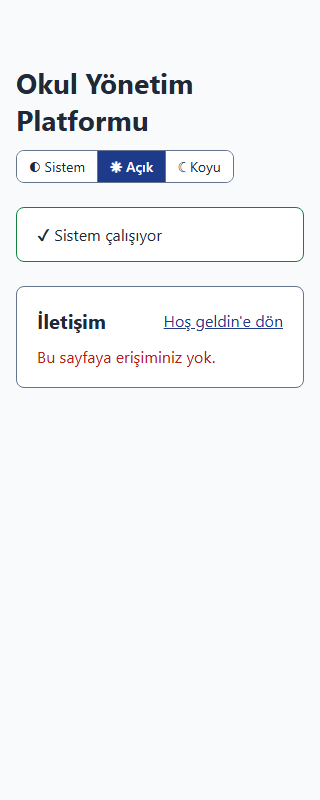 Okul Yönetim
Platformu
◐ Sistem ☀ Açık ☾ Koyu
✓ Sistem çalışıyor
İletişim Hoş geldin'e dön
Bu sayfaya erişiminiz yok.